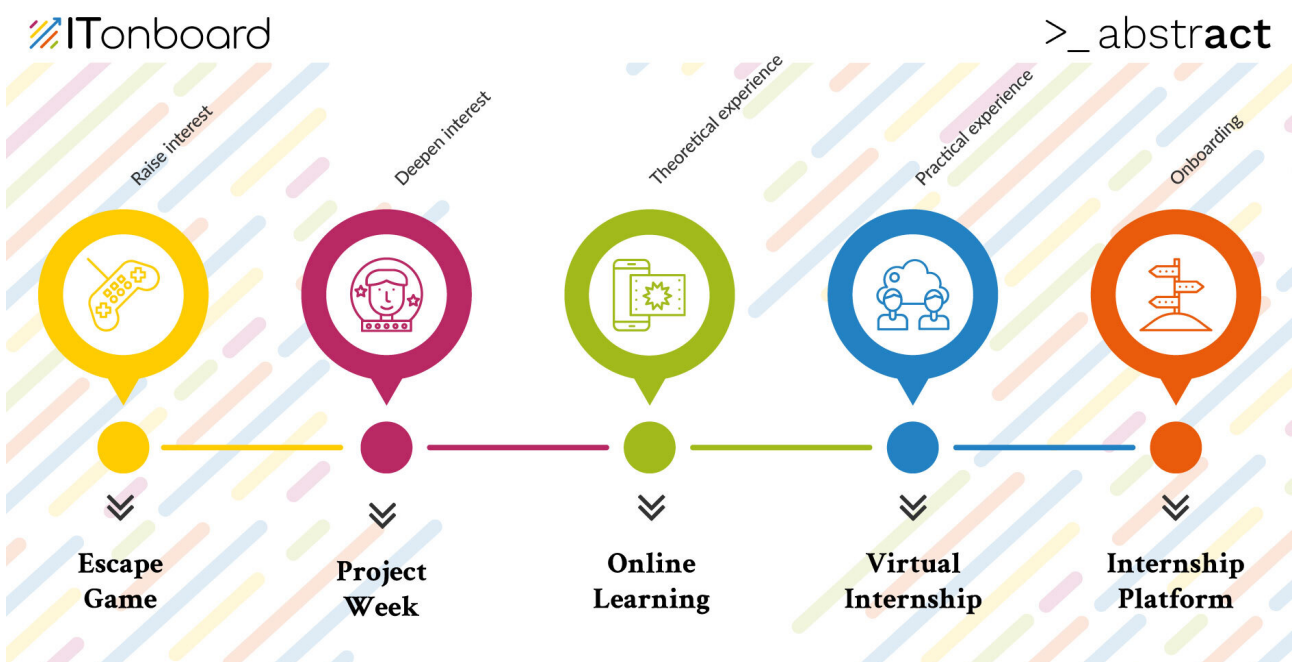 ITonboard
>_ abstract
Raise interest
Deepen interest
Theoretical experience
Practical experience
Onboarding
Escape
Game
Project
Week
Online
Learning
Virtual
Internship
Internship
Platform